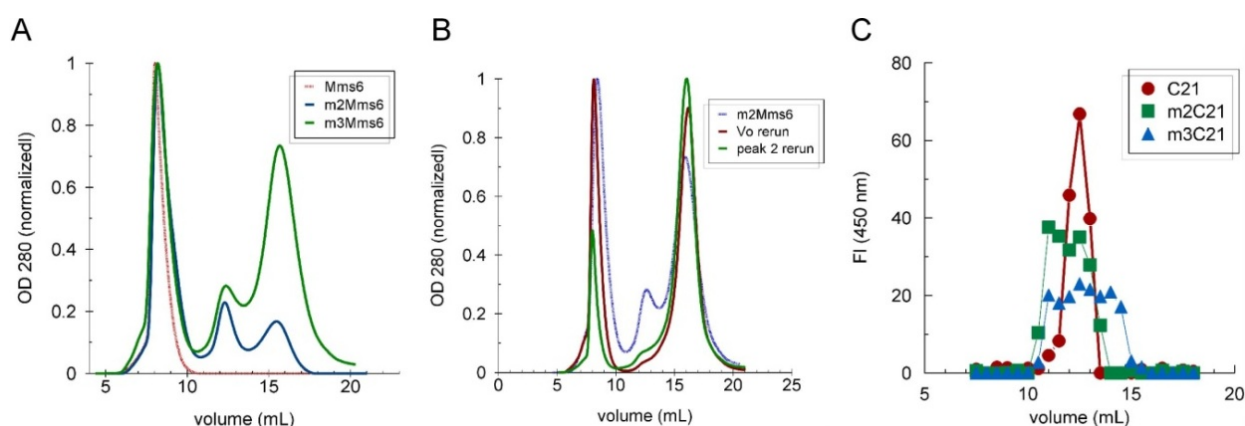 A
OD 280 (normalizedl)
1
0.8
0.6
0.4
0.2
0
5
10
15
20
volume (mL)
Mms6
m2Mms6
m3Mms6
B
OD 280 (normalized)
1
0.8
0.6
0.4
0.2
0
0
5
10
15
20
25
volume (mL)
m2Mms6
Vo rerun
peak 2 rerun
C
FI (450 nm)
80
60
40
20
0
5
10
15
20
volume (mL)
C21
m2C21
m3C21